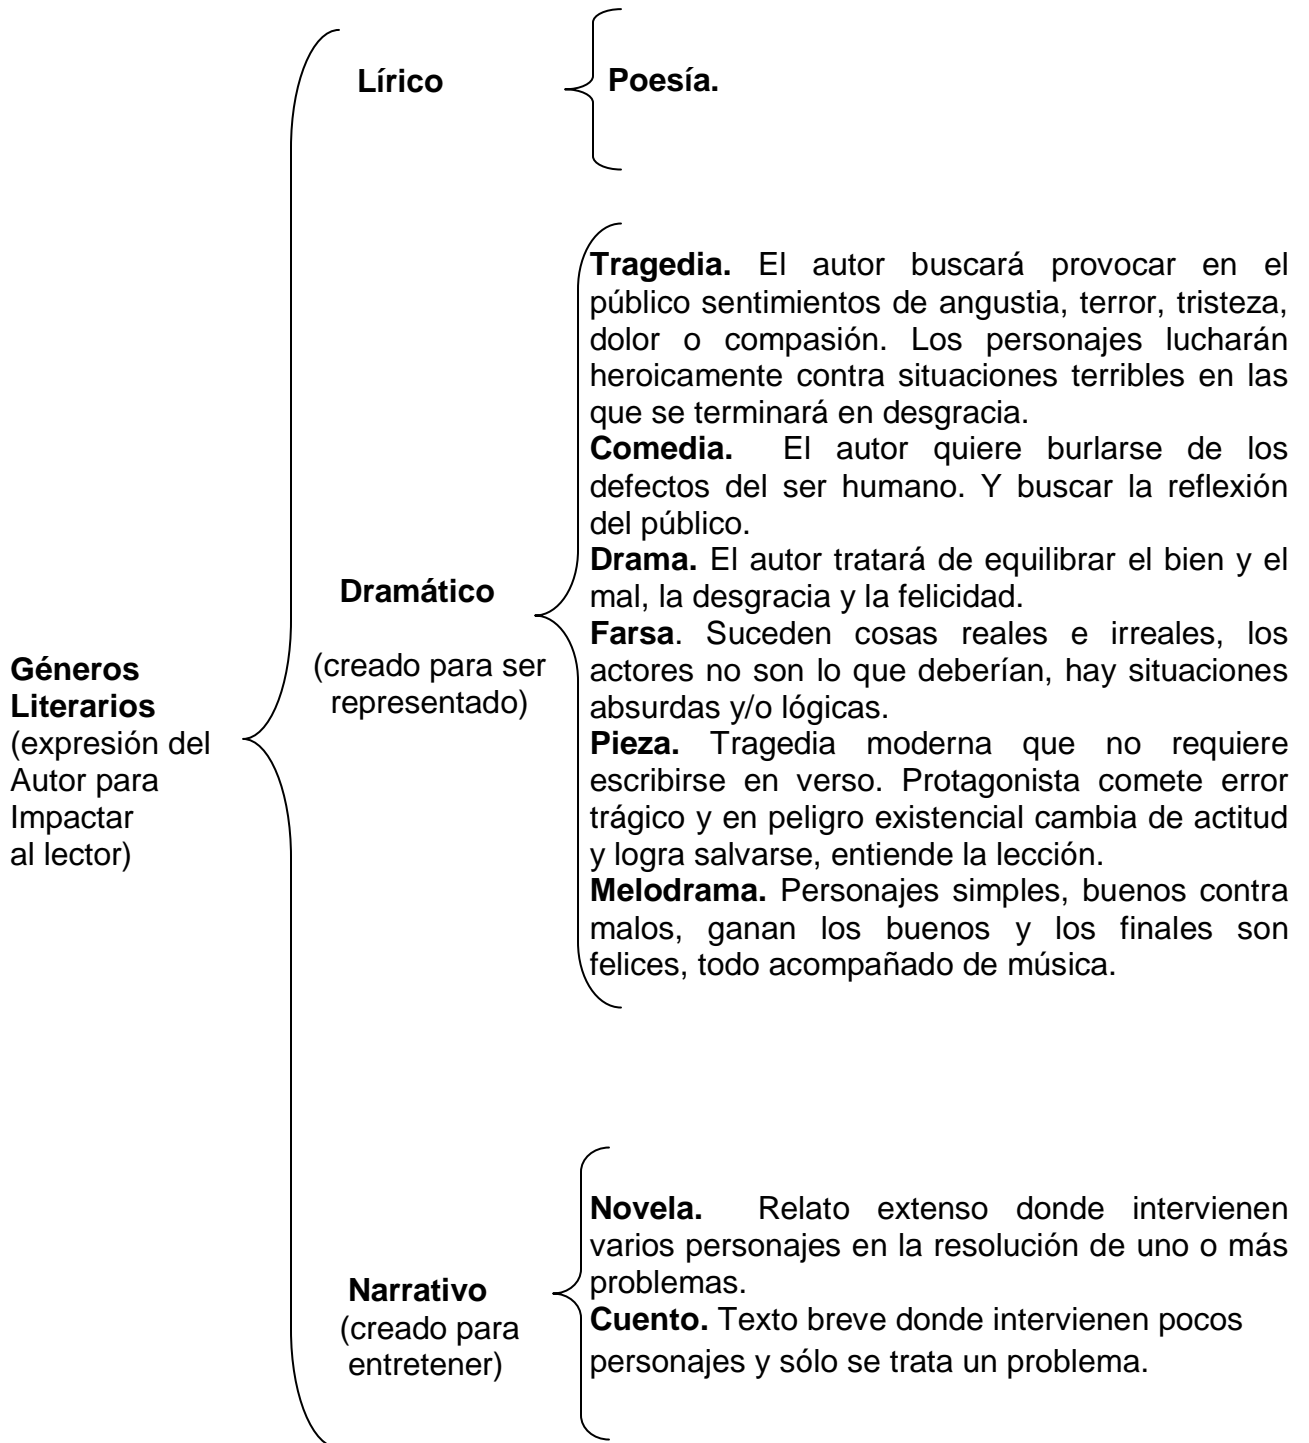 Lírico
Poesía.
Géneros
Literarios
(expresión del
Autor para
Impactar
al lector)
Dramático
(creado para ser
representado)
Tragedia. El autor buscará provocar en el
público sentimientos de angustia, terror, tristeza,
dolor o compasión. Los personajes lucharán
heroicamente contra situaciones terribles en las
que se terminará en desgracia.
Comedia. El autor quiere burlarse de los
defectos del ser humano. Y buscar la reflexión
del público.
Drama. El autor tratará de equilibrar el bien y el
mal, la desgracia y la felicidad.
Farsa. Suceden cosas reales e irreales, los
actores no son lo que deberían, hay situaciones
absurdas y/o lógicas.
Pieza. Tragedia moderna que no requiere
escribirse en verso. Protagonista comete error
trágico y en peligro existencial cambia de actitud
y logra salvarse, entiende la lección.
Melodrama. Personajes simples, buenos contra
malos, ganan los buenos y los finales son
felices, todo acompañado de música.
Narrativo
(creado para
entretener)
Novela. Relato extenso donde intervienen
varios personajes en la resolución de uno o más
problemas.
Cuento. Texto breve donde intervienen pocos
personajes y sólo se trata un problema.